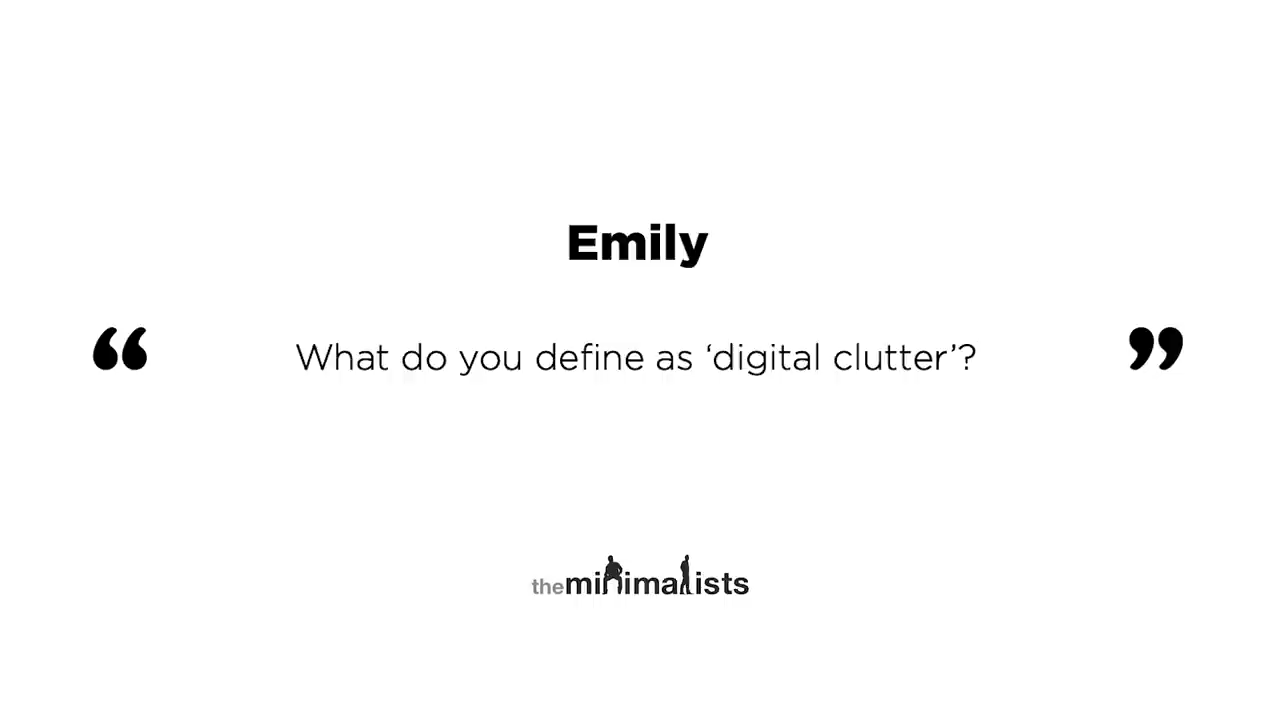 Emily
“ What do you define as ‘digital clutter’? ”
theminimalists